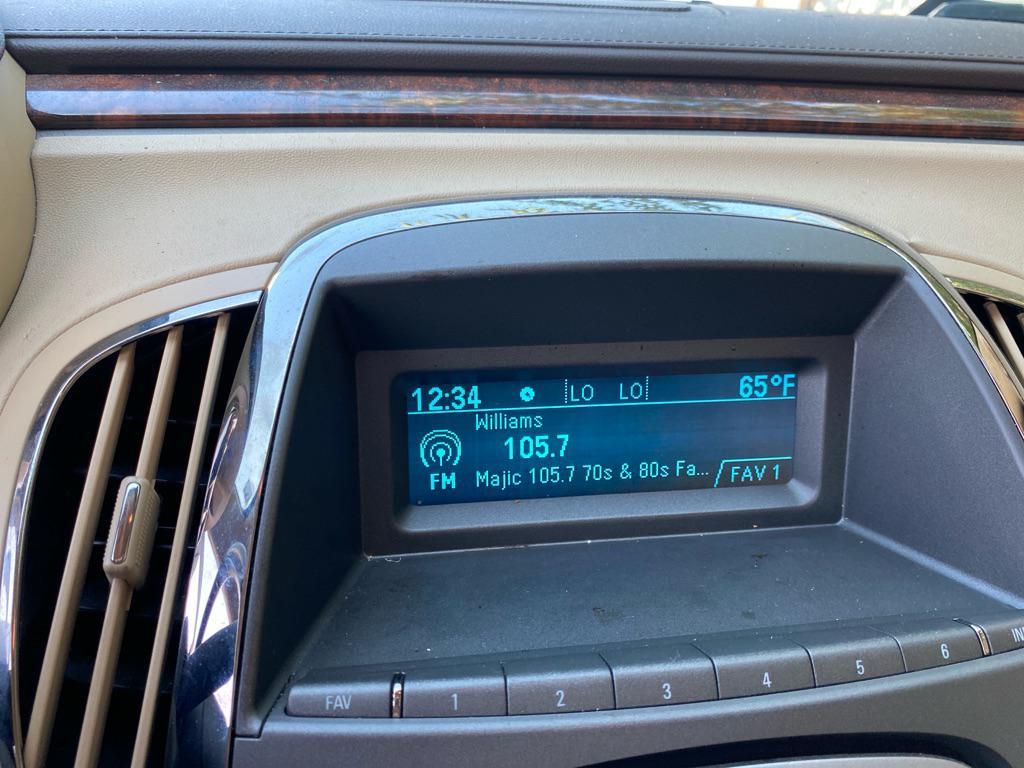 12:34 LO LO 65°F
Williams
105.7
FM Majic 105.7 70s & 80s Fa... FAV 1
FAV 1 2 3 4 5 6